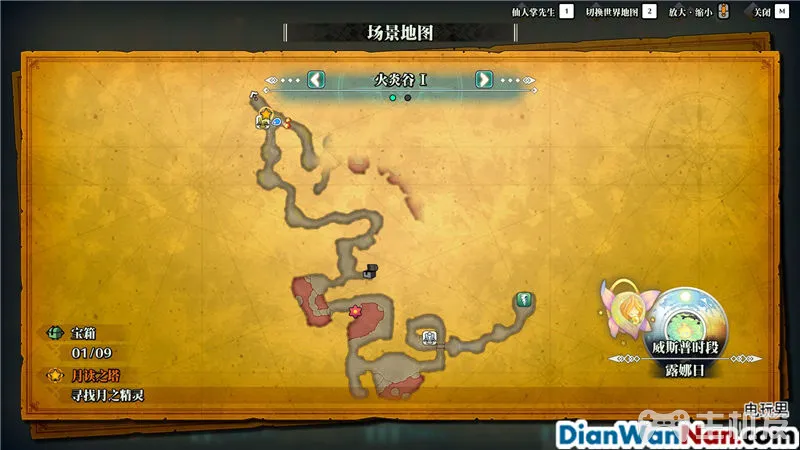 仙人掌先生 1 切换世界地图 2 放大·缩小 关闭 M
场景地图
火炎谷 I
宝箱
01/09
月读之塔
寻找月之精灵
威斯普时段
露娜日
电玩男
DianWanNan.com